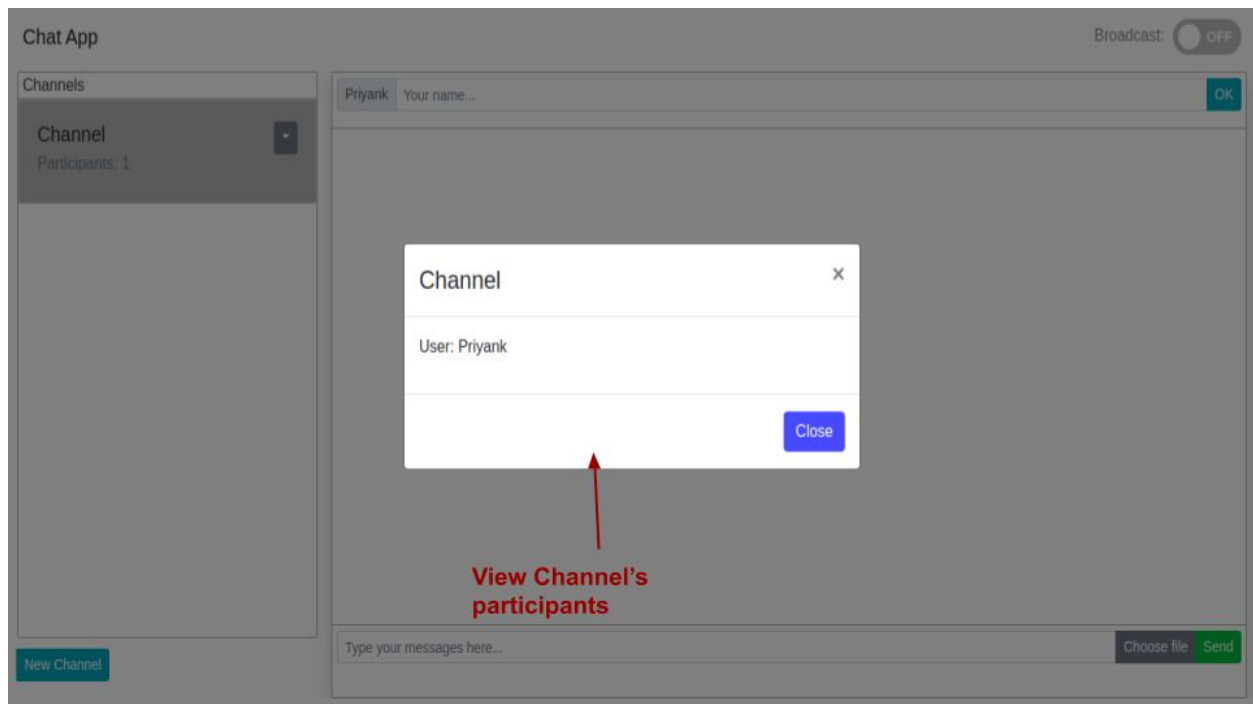 Chat App
Broadcast: OFF
Channels
Priyank Your name... OK
Channel
Participants: 1
Channel ×
User: Priyank
Close
View Channel’s
participants
Type your messages here... Choose file Send
New Channel